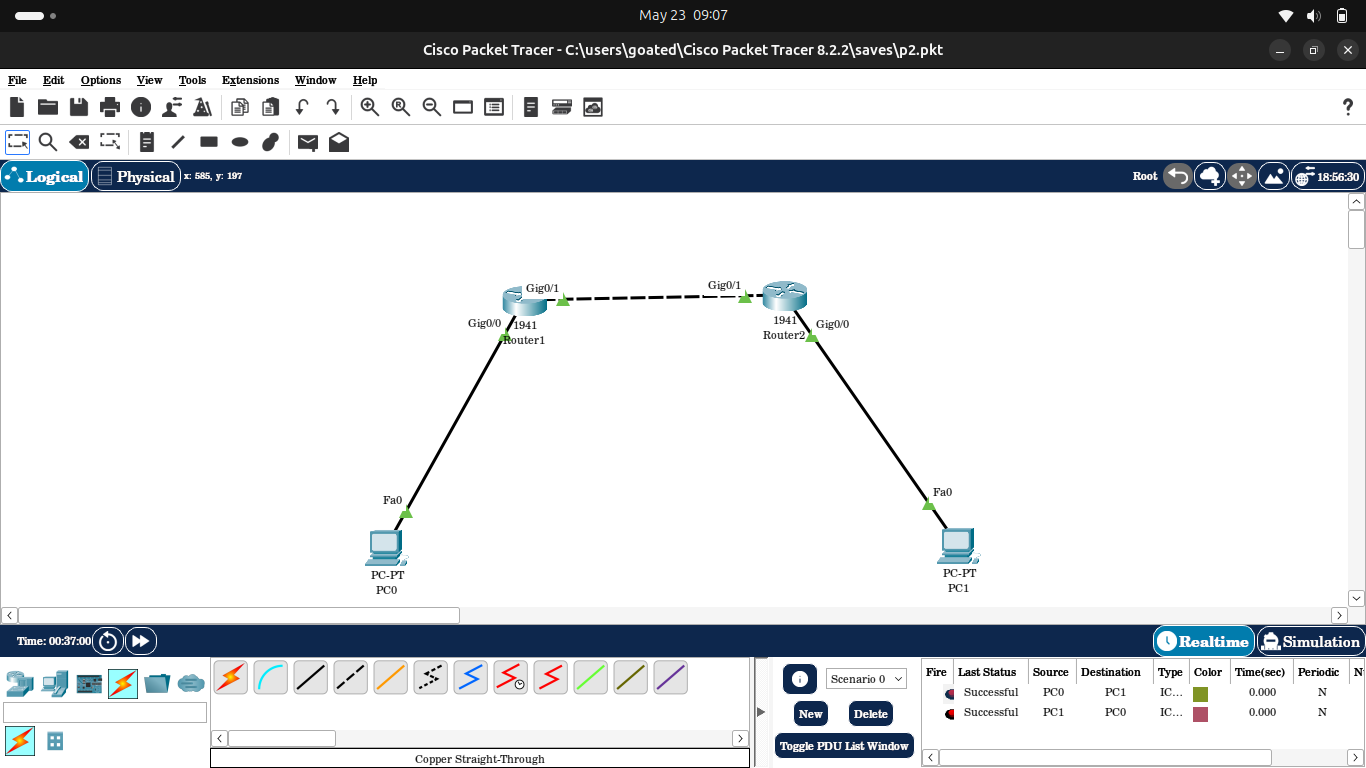 May 23 09:07
Cisco Packet Tracer - C:\users\goated\Cisco Packet Tracer 8.2.2\saves\p2.pkt
File Edit Options View Tools Extensions Window Help
?
Logical Physical x: 585, y: 197 Root 18:56:30
Gig0/1 Gig0/1
Gig0/0 1941 1941 Gig0/0
Router1 Router2
Fa0 Fa0
PC-PT PC-PT
PC0 PC1
Time: 00:37:00 Realtime Simulation
Scenario 0
New Delete
Toggle PDU List Window
Fire Last Status Source Destination Type Color Time(sec) Periodic N
Successful PC0 PC1 IC... 0.000 N
Successful PC1 PC0 IC... 0.000 N
Copper Straight-Through